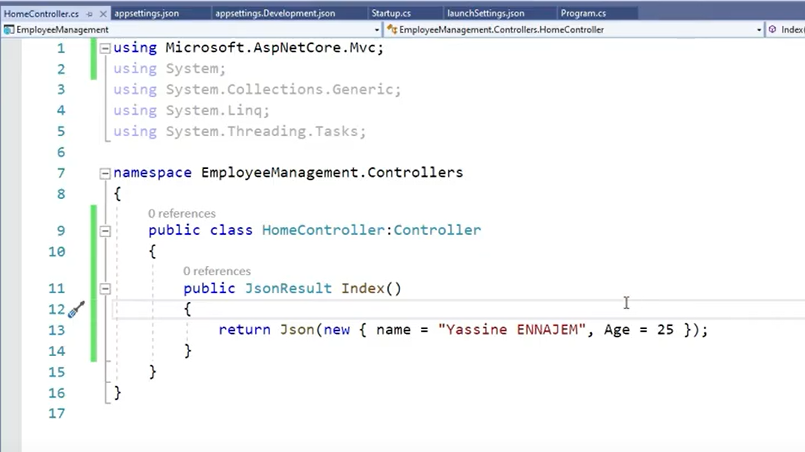 HomeController.cs appsettings.json appsettings.Development.json Startup.cs launchSettings.json Program.cs
EmployeeManagement EmployeeManagement.Controllers.HomeController Index(
1 using Microsoft.AspNetCore.Mvc;
2 using System;
3 using System.Collections.Generic;
4 using System.Linq;
5 using System.Threading.Tasks;
6
7 namespace EmployeeManagement.Controllers
8 {
0 references
9 public class HomeController:Controller
10 {
0 references
11 public JsonResult Index()
12 {
13 return Json(new { name = "Yassine ENNAJEM", Age = 25 });
14 }
15 }
16 }
17